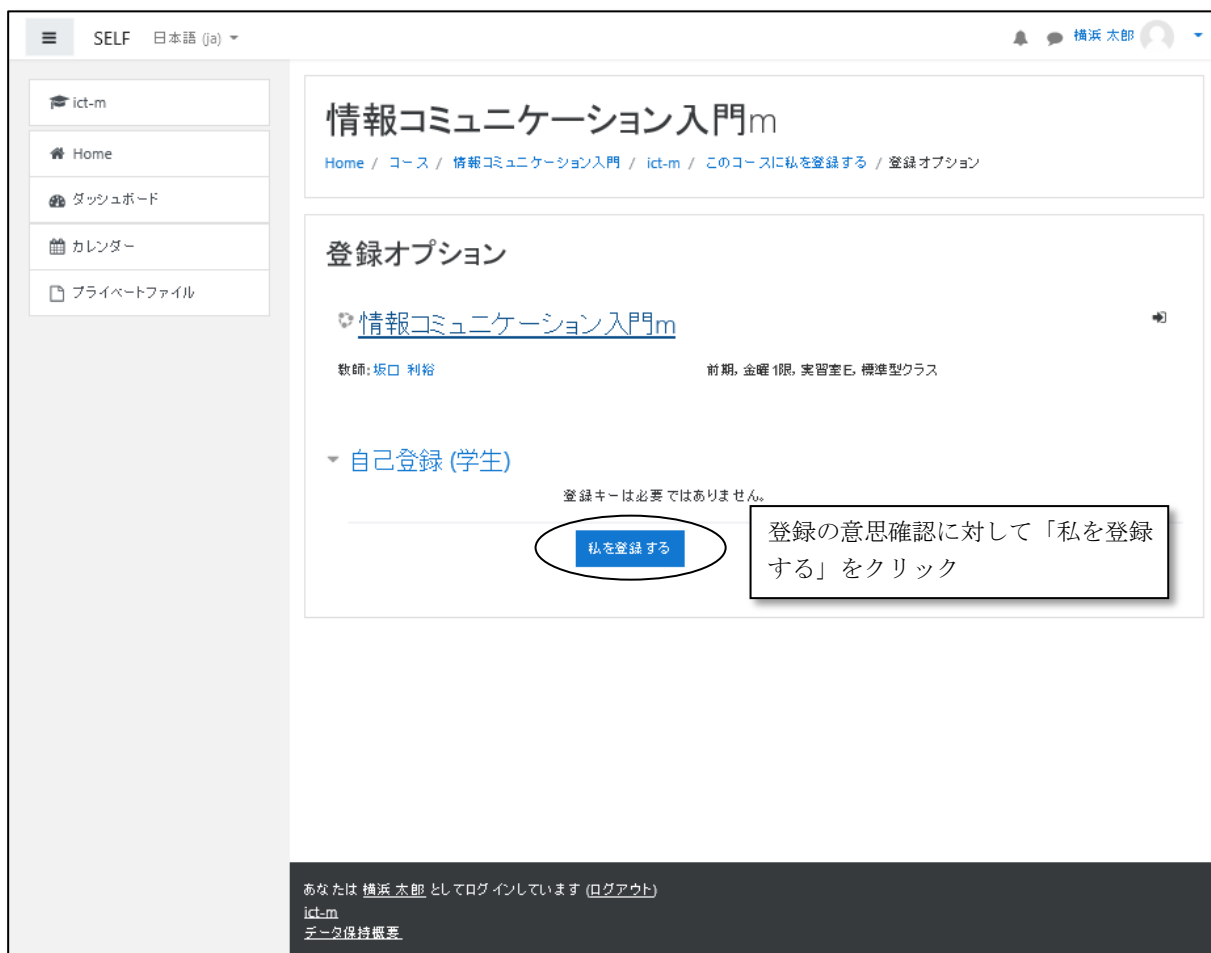 SELF 日本語 (ja)
横浜 太郎
ict-m
Home
ダッシュボード
カレンダー
プライベートファイル
情報コミュニケーション入門m
Home / コース / 情報コミュニケーション入門 / ict-m / このコースに私を登録する / 登録オプション
登録オプション
情報コミュニケーション入門m
教師: 坂口 利裕
前期, 金曜1限, 実習室E, 標準型クラス
自己登録 (学生)
登録キーは必要ではありません。
私を登録する
登録の意思確認に対して「私を登録
する」をクリック
あなたは 横浜 太郎 としてログインしています (ログアウト)
ict-m
データ保持概要